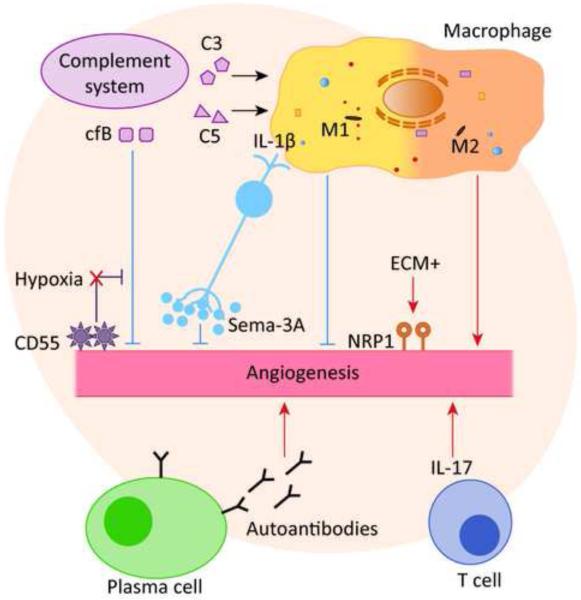 Macrophage
C3
Complement
system
C5
cfB
IL-1β
M1
M2
Hypoxia
ECM+
CD55
Sema-3A
NRP1
Angiogenesis
IL-17
Autoantibodies
Plasma cell
T cell